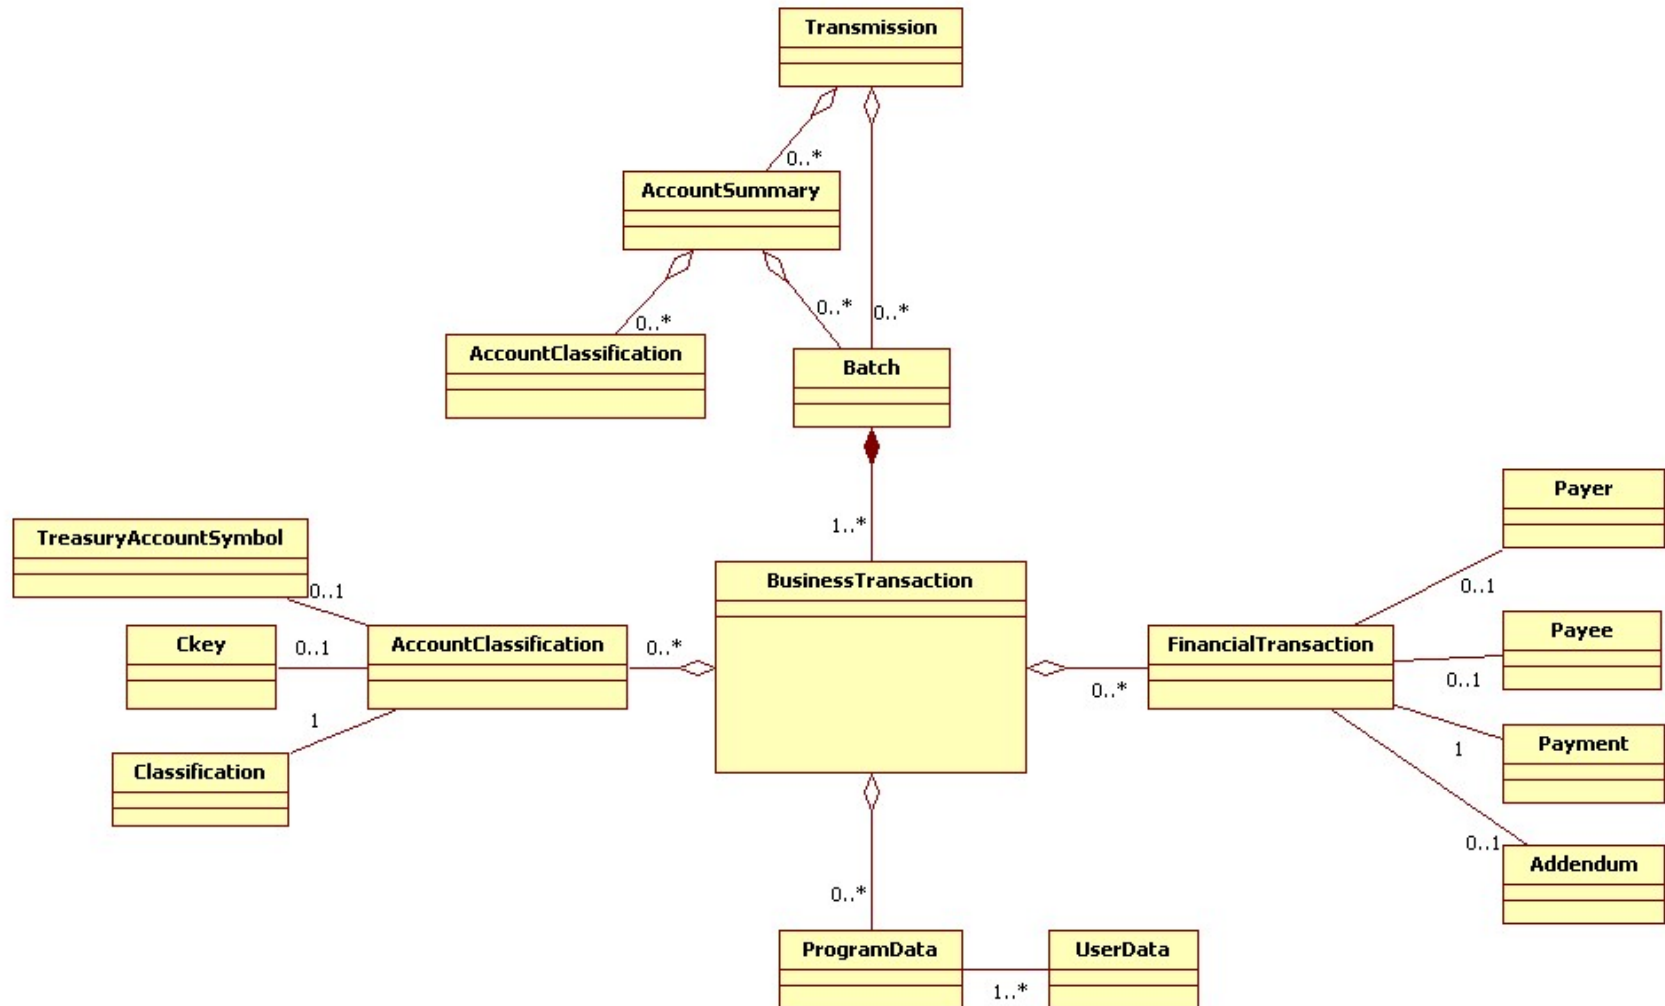 Transmission
0..*
AccountSummary
0..*
0..*
0..*
AccountClassification
Batch
1..*
Payer
TreasuryAccountSymbol
0..1
BusinessTransaction
0..1
Ckey
0..1
AccountClassification
0..*
FinancialTransaction
0..*
Payee
0..1
1
Classification
Payment
1
0..1
Addendum
0..*
ProgramData
1..*
UserData